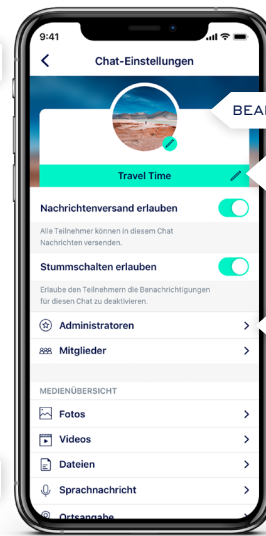 9:41
Chat-Einstellungen
BEAR
Travel Time
Nachrichtenversand erlauben
Alle Teilnehmer können in diesem Chat
Nachrichten versenden.
Stummschalten erlauben
Erlaube den Teilnehmern die Benachrichtigungen
für diesen Chat zu deaktivieren.
Administratoren
Mitglieder
MEDIENÜBERSICHT
Fotos
Videos
Dateien
Sprachnachricht
Ortsangabe